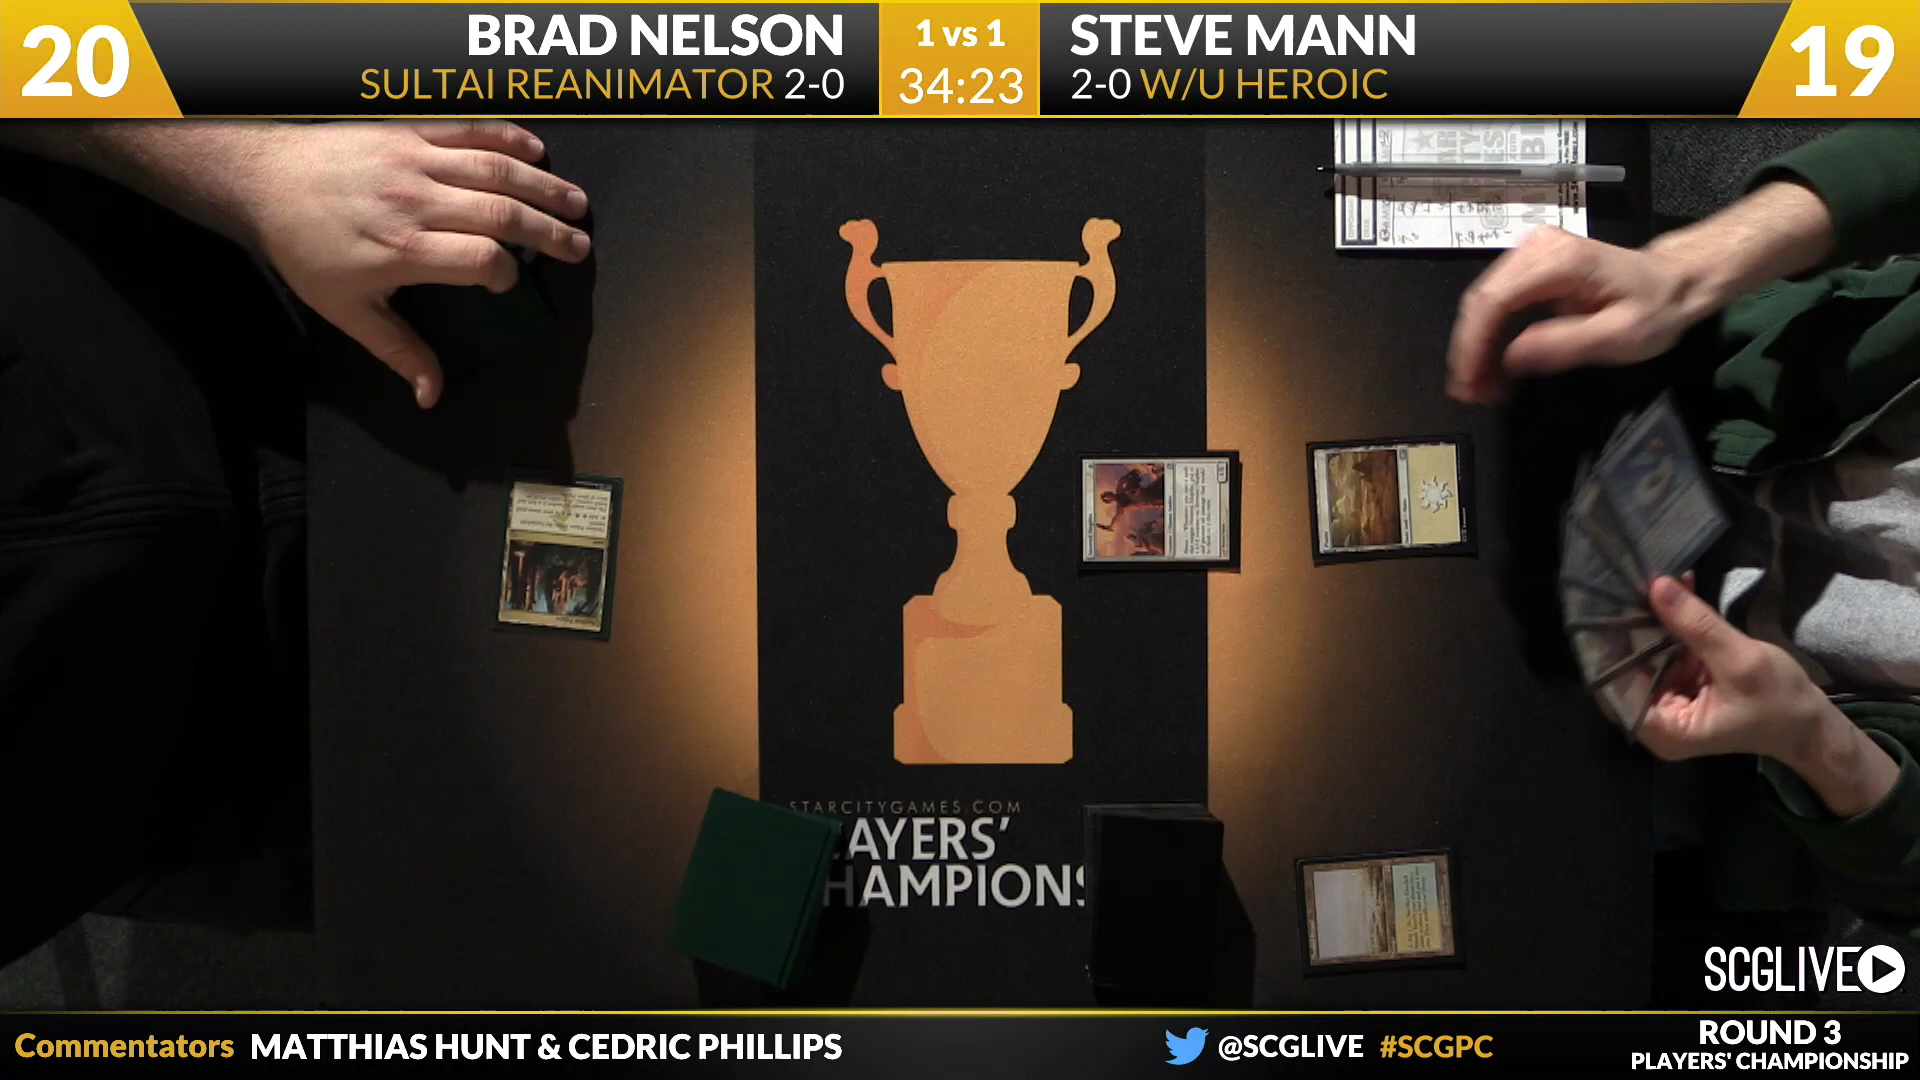 20
BRAD NELSON
SULTAI REANIMATOR 2-0
1 vs 1
34:23
STEVE MANN
2-0 W/U HEROIC
19
STARCITYGAMES.COM
AYERS'
HAMPIONS
SCGLIVE
Commentators MATTHIAS HUNT & CEDRIC PHILLIPS
@SCGLIVE #SCGPC
ROUND 3
PLAYERS' CHAMPIONSHIP